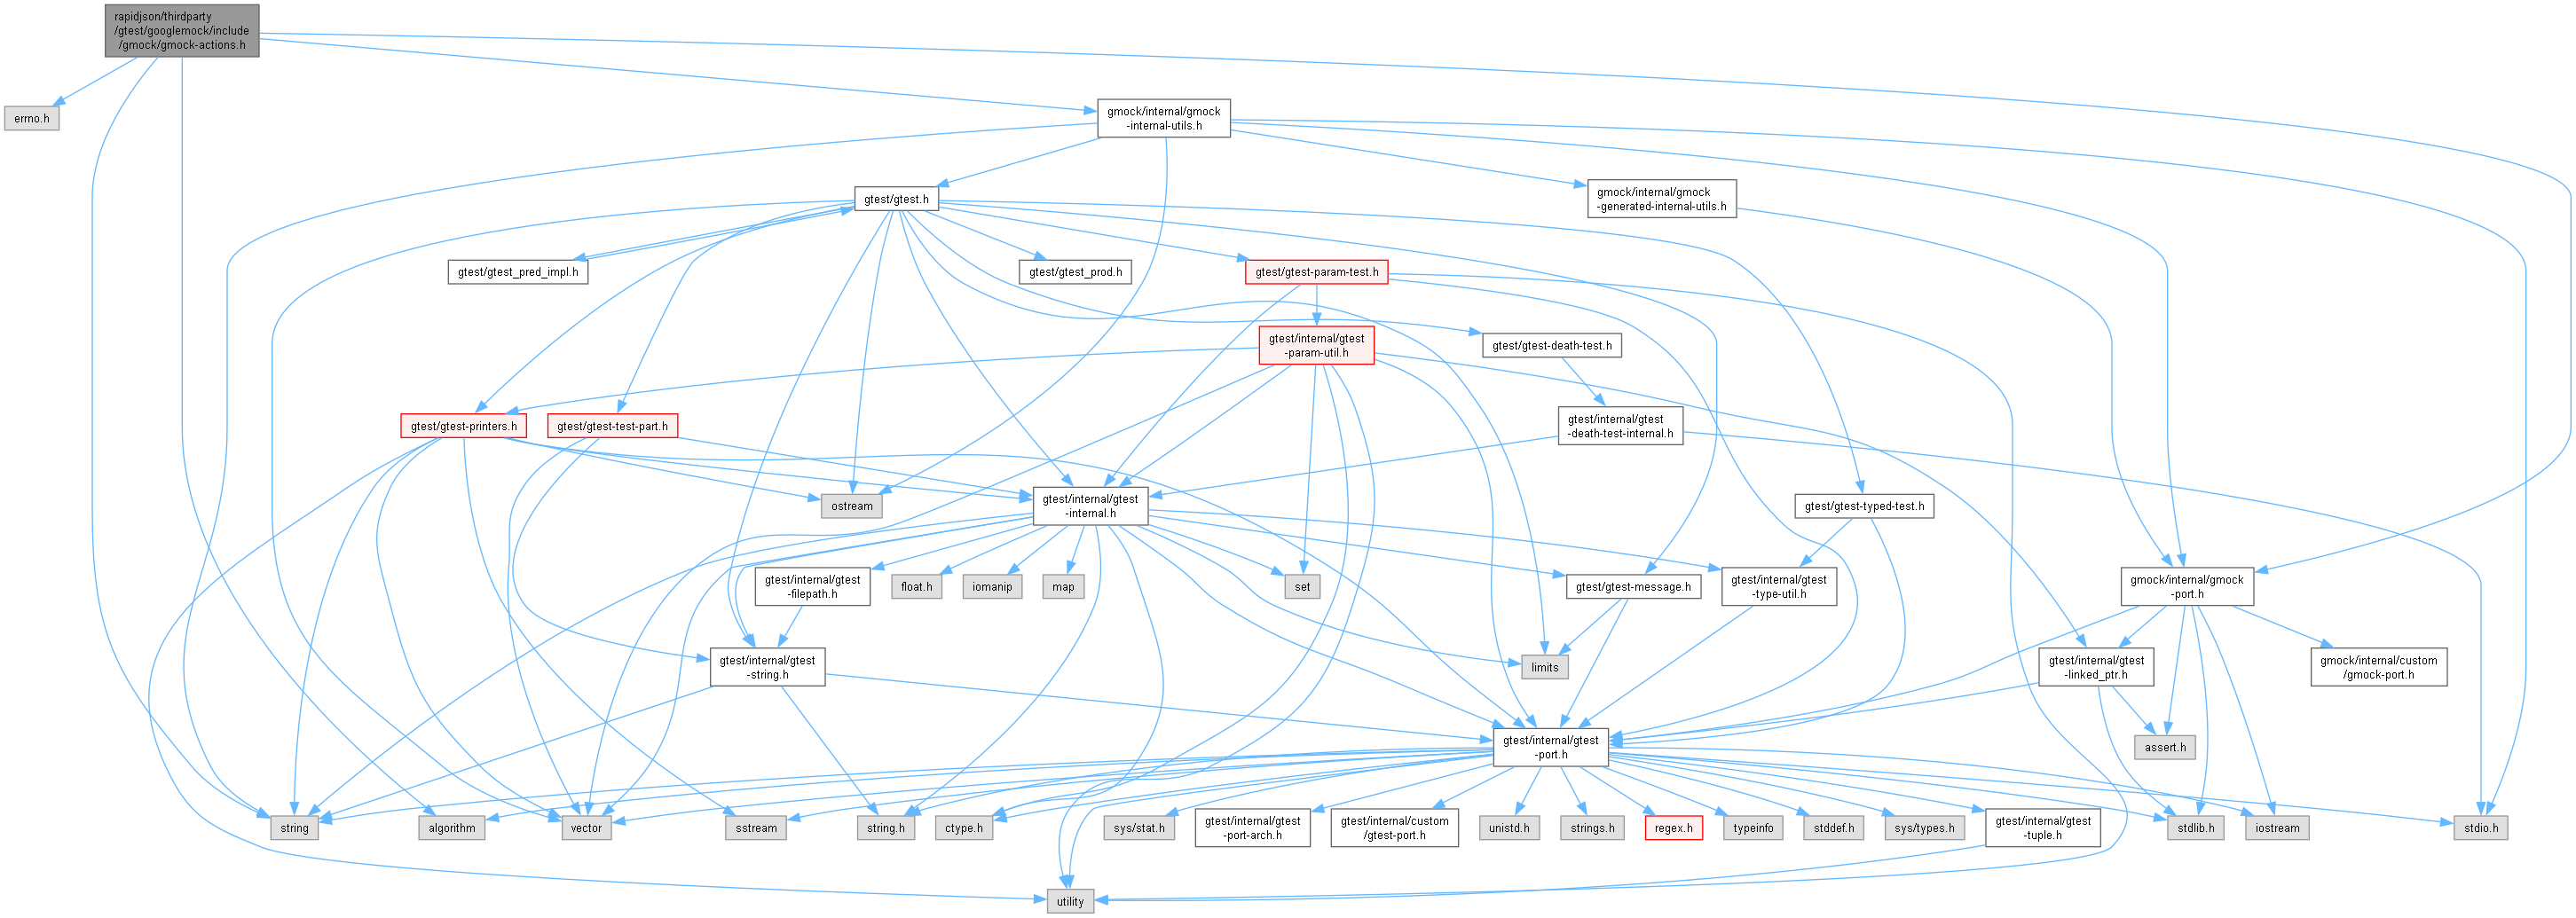 rapidjson/thirdparty
/gtest/googlemock/include
/gmock/gmock-actions.h
errno.h
gmock/internal/gmock
-internal-utils.h
gtest/gtest.h
gmock/internal/gmock
-generated-internal-utils.h
gtest/gtest_pred_impl.h
gtest/gtest_prod.h
gtest/gtest-param-test.h
gtest/internal/gtest
-param-util.h
gtest/gtest-death-test.h
gtest/gtest-printers.h
gtest/gtest-test-part.h
gtest/internal/gtest
-death-test-internal.h
ostream
gtest/internal/gtest
-internal.h
gtest/gtest-typed-test.h
gtest/internal/gtest
-filepath.h
float.h
iomanip
map
set
gtest/gtest-message.h
gtest/internal/gtest
-type-util.h
gmock/internal/gmock
-port.h
gtest/internal/gtest
-string.h
limits
gtest/internal/gtest
-linked_ptr.h
gmock/internal/custom
/gmock-port.h
gtest/internal/gtest
-port.h
assert.h
string
algorithm
vector
sstream
string.h
ctype.h
sys/stat.h
gtest/internal/gtest
-port-arch.h
gtest/internal/custom
/gtest-port.h
unistd.h
strings.h
regex.h
typeinfo
stddef.h
sys/types.h
gtest/internal/gtest
-tuple.h
stdlib.h
iostream
stdio.h
utility